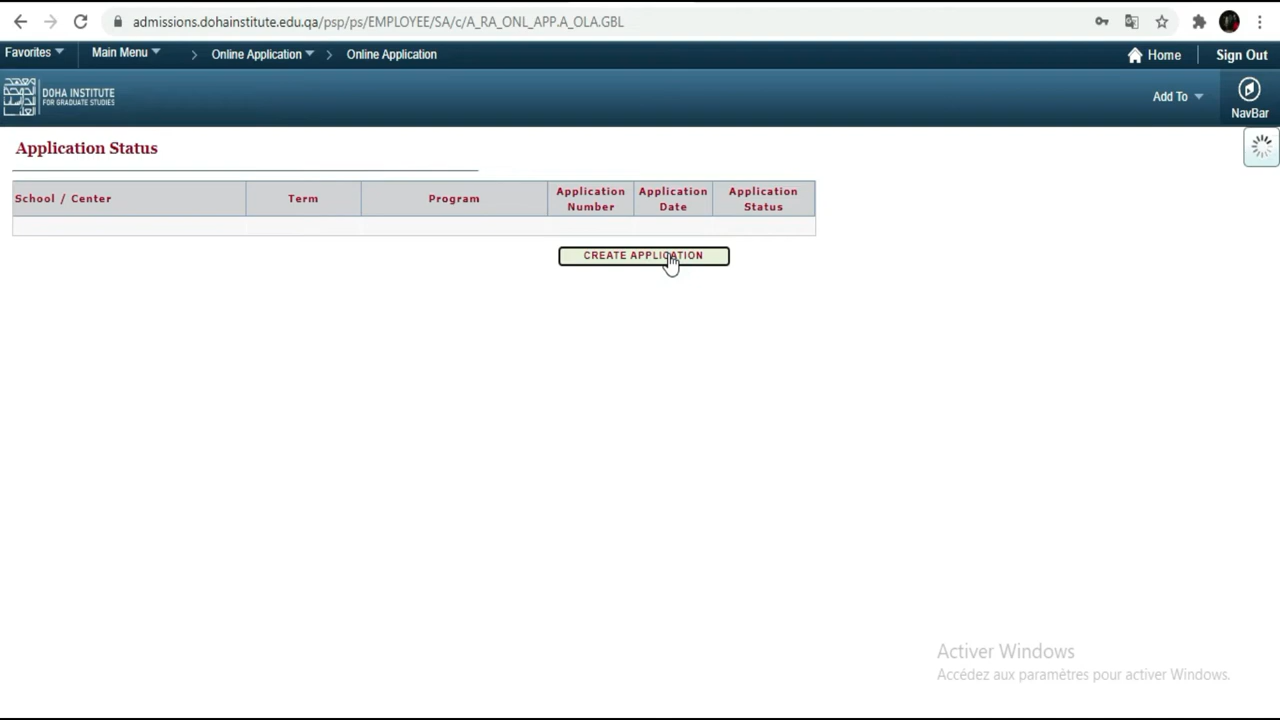 admissions.dohainstitute.edu.qa/psp/ps/EMPLOYEE/SA/c/A_RA_ONL_APP.A_OLA.GBL
Favorites Main Menu > Online Application > Online Application Home Sign Out
DOHA INSTITUTE
FOR GRADUATE STUDIES
Add To
NavBar
Application Status
School / Center Term Program Application Number Application Date Application Status
CREATE APPLICATION
Activer Windows
Accédez aux paramètres pour activer Windows.